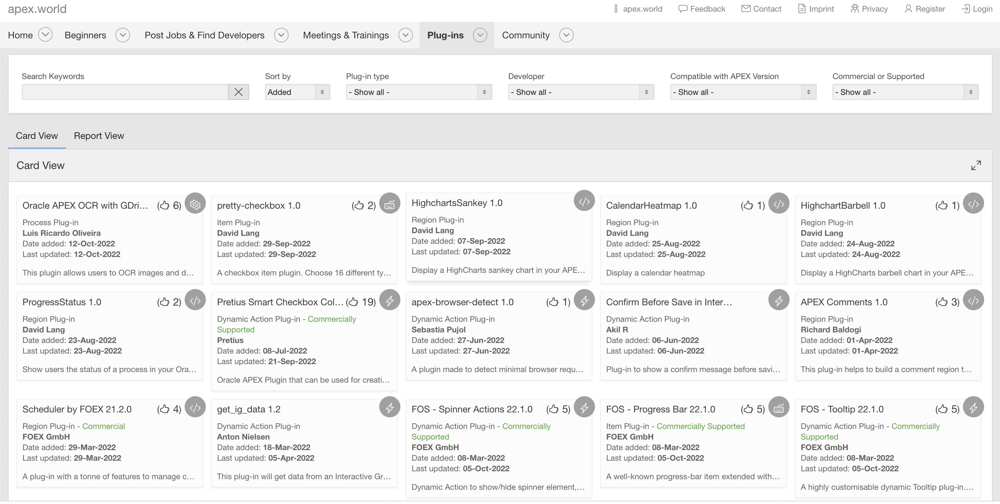 apex.world
apex.world Feedback Contact Imprint Privacy Register Login
Home Beginners Post Jobs & Find Developers Meetings & Trainings Plug-ins Community
Search Keywords Sort by Plug-in type Developer Compatible with APEX Version Commercial or Supported
Added - Show all - - Show all - - Show all - - Show all -
Card View Report View
Card View
Oracle APEX OCR with GDri... (6)
Process Plug-in
Luis Ricardo Oliveira
Date added: 12-Oct-2022
Last updated: 12-Oct-2022
This plugin allows users to OCR images and d...
pretty-checkbox 1.0 (2)
Item Plug-in
David Lang
Date added: 29-Sep-2022
Last updated: 29-Sep-2022
A checkbox item plugin. Choose 16 different ty...
HighchartsSankey 1.0
Region Plug-in
David Lang
Date added: 07-Sep-2022
Last updated: 07-Sep-2022
Display a HighCharts sankey chart in your APE...
CalendarHeatmap 1.0 (1)
Region Plug-in
David Lang
Date added: 25-Aug-2022
Last updated: 25-Aug-2022
Display a calendar heatmap
HighchartBarbell 1.0 (1)
Region Plug-in
David Lang
Date added: 24-Aug-2022
Last updated: 24-Aug-2022
Display a HighCharts barbell chart in your APE...
ProgressStatus 1.0 (2)
Region Plug-in
David Lang
Date added: 23-Aug-2022
Last updated: 23-Aug-2022
Show users the status of a process in your Ora...
Pretius Smart Checkbox Col... (19)
Dynamic Action Plug-in - Commercially
Supported
Pretius
Date added: 08-Jul-2022
Last updated: 21-Sep-2022
Oracle APEX Plugin that can be used for creati...
apex-browser-detect 1.0 (1)
Dynamic Action Plug-in
Sebastia Pujol
Date added: 27-Jun-2022
Last updated: 27-Jun-2022
A plugin made to detect minimal browser requ...
Confirm Before Save in Inter...
Dynamic Action Plug-in
Akil R
Date added: 06-Jun-2022
Last updated: 06-Jun-2022
Plug-in to show a confirm message before savi...
APEX Comments 1.0 (3)
Region Plug-in
Richard Baldogi
Date added: 01-Apr-2022
Last updated: 01-Apr-2022
This plug-in helps to build a comment region t...
Scheduler by FOEX 21.2.0 (4)
Region Plug-in - Commercial
FOEX GmbH
Date added: 29-Mar-2022
Last updated: 29-Mar-2022
A plug-in with a tonne of features to manage c...
get_ig_data 1.2
Dynamic Action Plug-in
Anton Nielsen
Date added: 18-Mar-2022
Last updated: 05-Apr-2022
This plug-in will get data from an Interactive Gr...
FOS - Spinner Actions 22.1.0 (5)
Dynamic Action Plug-in - Commercially
Supported
FOEX GmbH
Date added: 08-Mar-2022
Last updated: 05-Oct-2022
Dynamic Action to show/hide spinner element,...
FOS - Progress Bar 22.1.0 (5)
Item Plug-in - Commercially Supported
FOEX GmbH
Date added: 08-Mar-2022
Last updated: 05-Oct-2022
A well-known progress-bar item extended with...
FOS - Tooltip 22.1.0 (5)
Dynamic Action Plug-in - Commercially
Supported
FOEX GmbH
Date added: 08-Mar-2022
Last updated: 05-Oct-2022
A highly customisable dynamic Tooltip plug-in....